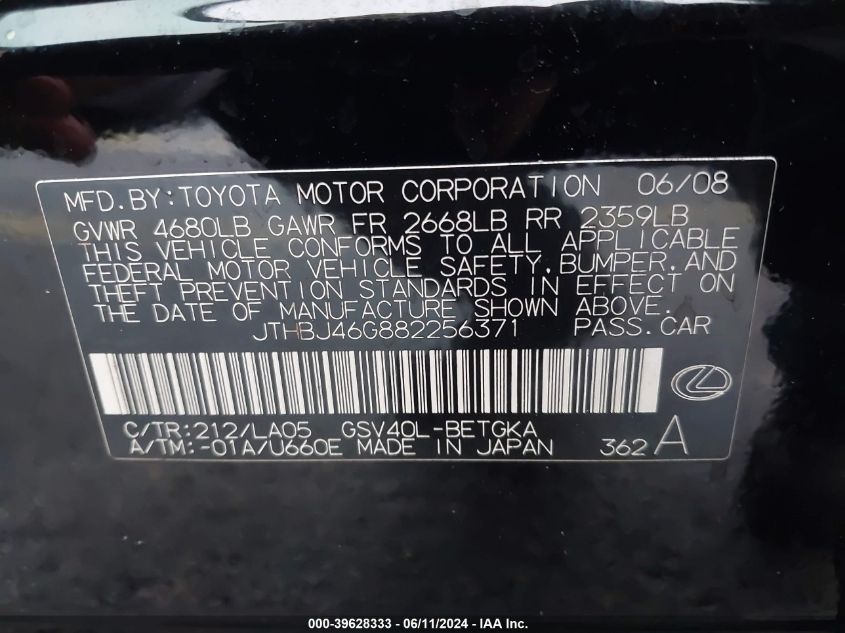 MFD.BY:TOYOTA MOTOR CORPORATION 06/08
GVWR 4680LB GAWR FR 2668LB RR 2359LB
THIS VEHICLE CONFORMS TO ALL APPLICABLE
FEDERAL MOTOR VEHICLE SAFETY,BUMPER,AND
THEFT PREVENTION STANDARDS IN EFFECT ON
THE DATE OF MANUFACTURE SHOWN ABOVE.
JTHBJ46G882256371 PASS.CAR
C/TR:212/LA05 GSV40L-BETGKA
A/TM:-01A/U660E MADE IN JAPAN 362A
000-39628333 - 06/11/2024 - IAA Inc.